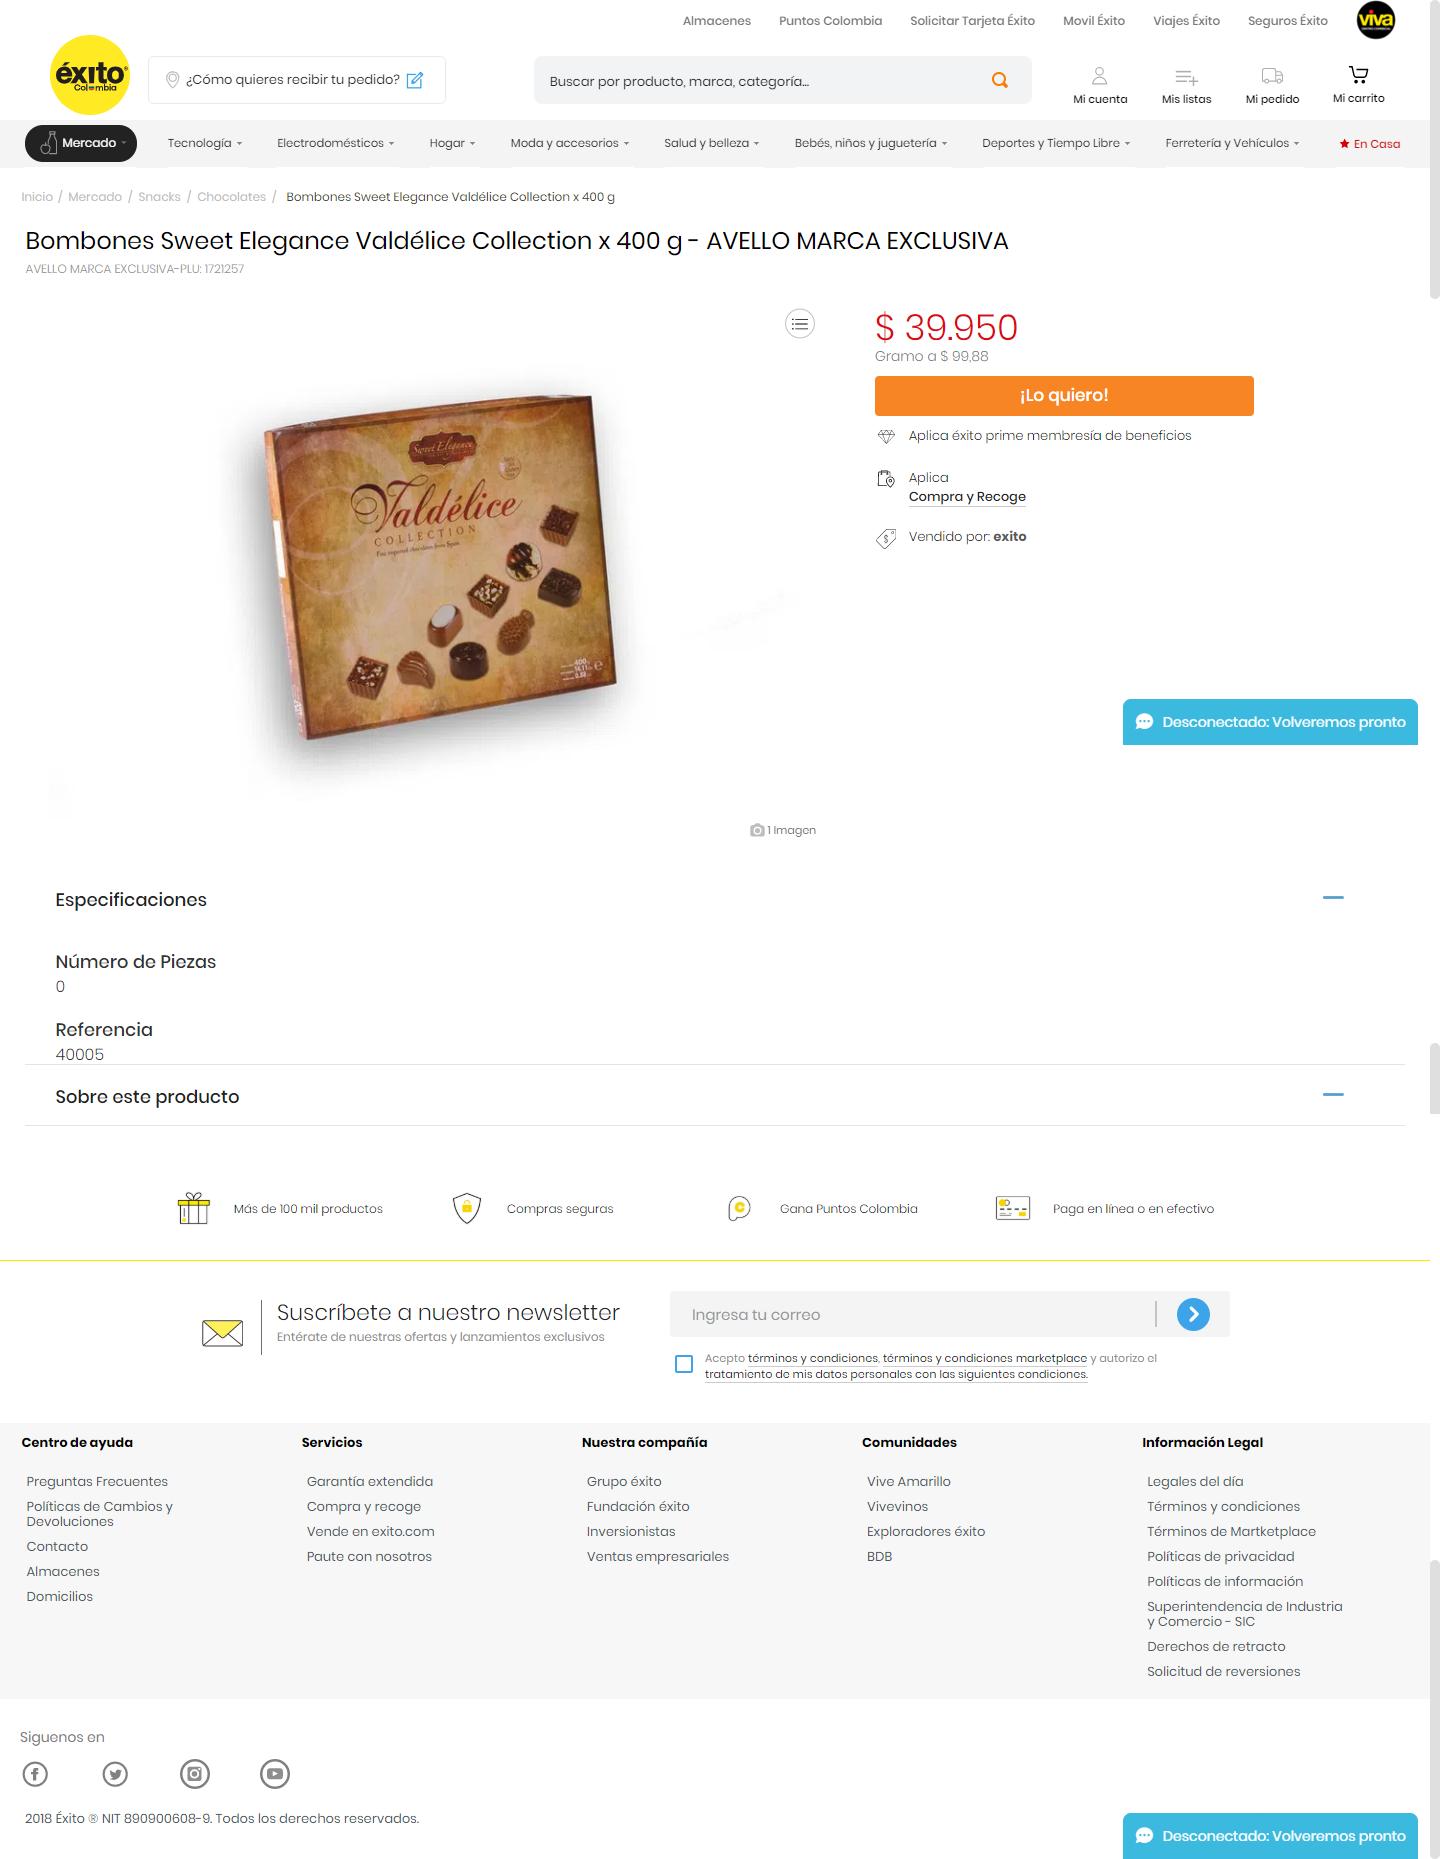 Almacenes Puntos Colombia Solicitar Tarjeta Éxito Movil Éxito Viajes Éxito Seguros Éxito viva
éxito
Colombia
¿Cómo quieres recibir tu pedido?
Buscar por producto, marca, categoría...
Mi cuenta Mis listas Mi pedido Mi carrito
Mercado Tecnología Electrodomésticos Hogar Moda y accesorios Salud y belleza Bebés, niños y juguetería Deportes y Tiempo Libre Ferretería y Vehículos En Casa
Inicio / Mercado / Snacks / Chocolates / Bombones Sweet Elegance Valdélice Collection x 400 g
Bombones Sweet Elegance Valdélice Collection x 400 g - AVELLO MARCA EXCLUSIVA
AVELLO MARCA EXCLUSIVA-PLU: 1721257
Sweet Elegance
Valdélice
COLLECTION
Fine imported chocolates from Spain
400g
$ 39.950
Gramo a $ 99,88
¡Lo quiero!
Aplica éxito prime membresía de beneficios
Aplica
Compra y Recoge
Vendido por: exito
Desconectado: Volveremos pronto
1 Imagen
Especificaciones
Número de Piezas
0
Referencia
40005
Sobre este producto
Más de 100 mil productos Compras seguras Gana Puntos Colombia Paga en línea o en efectivo
Suscríbete a nuestro newsletter
Entérate de nuestras ofertas y lanzamientos exclusivos
Ingresa tu correo
Acepto términos y condiciones, términos y condiciones marketplace y autorizo el
tratamiento de mis datos personales con las siguientes condiciones.
Centro de ayuda
Preguntas Frecuentes
Políticas de Cambios y
Devoluciones
Contacto
Almacenes
Domicilios
Servicios
Garantía extendida
Compra y recoge
Vende en exito.com
Paute con nosotros
Nuestra compañía
Grupo éxito
Fundación éxito
Inversionistas
Ventas empresariales
Comunidades
Vive Amarillo
Vivevinos
Exploradores éxito
BDB
Información Legal
Legales del día
Términos y condiciones
Términos de Martketplace
Políticas de privacidad
Políticas de información
Superintendencia de Industria
y Comercio - SIC
Derechos de retracto
Solicitud de reversiones
Siguenos en
2018 Éxito ® NIT 890900608-9. Todos los derechos reservados.
Desconectado: Volveremos pronto